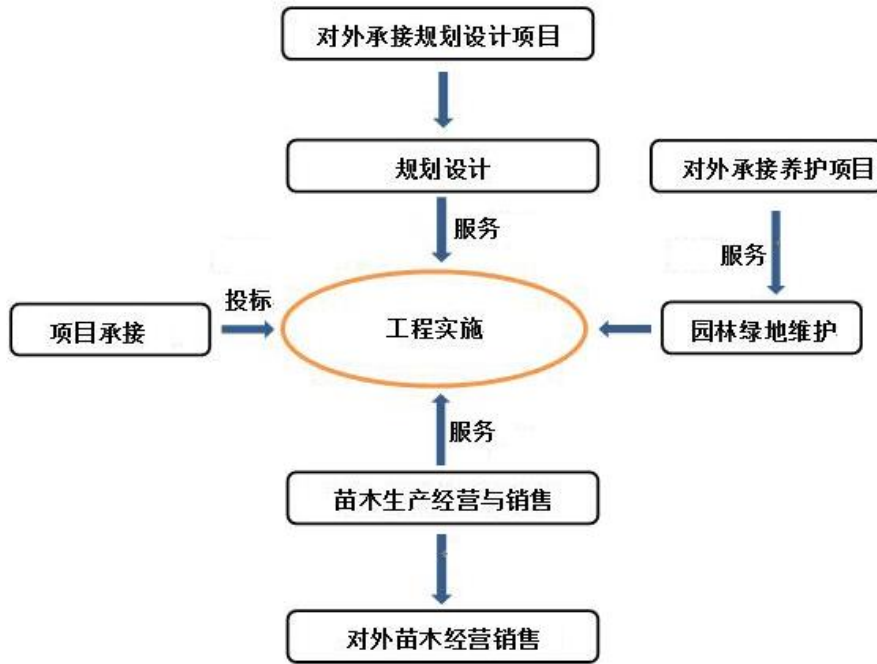 对外承接规划设计项目
规划设计
对外承接养护项目
服务
服务
投标
项目承接
工程实施
园林绿地维护
服务
苗木生产经营与销售
对外苗木经营销售